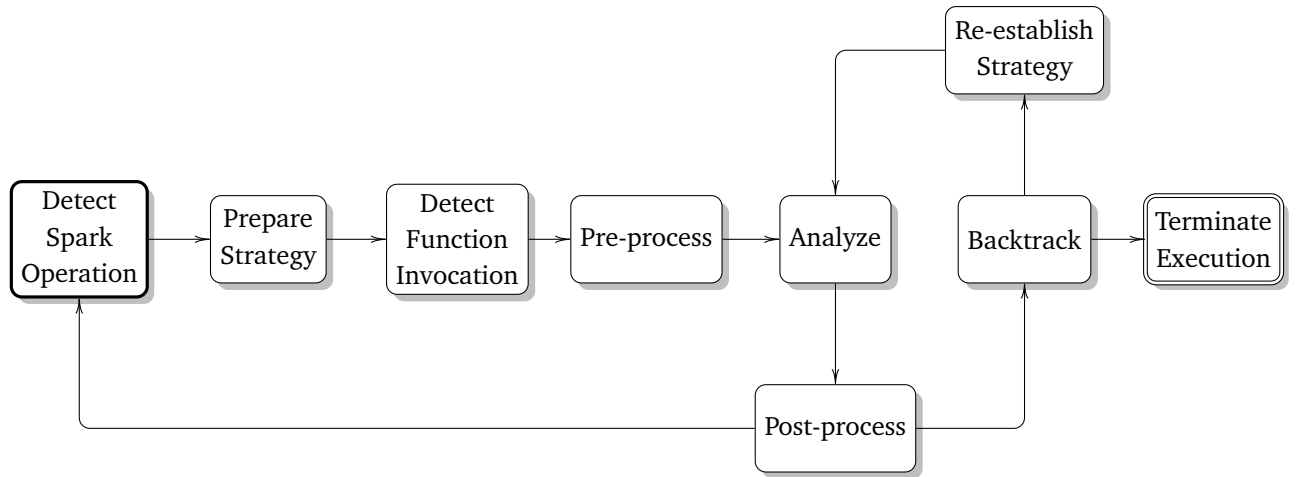 Re-establish
Strategy
Detect
Spark
Operation
Prepare
Strategy
Detect
Function
Invocation
Pre-process
Analyze
Backtrack
Terminate
Execution
Post-process